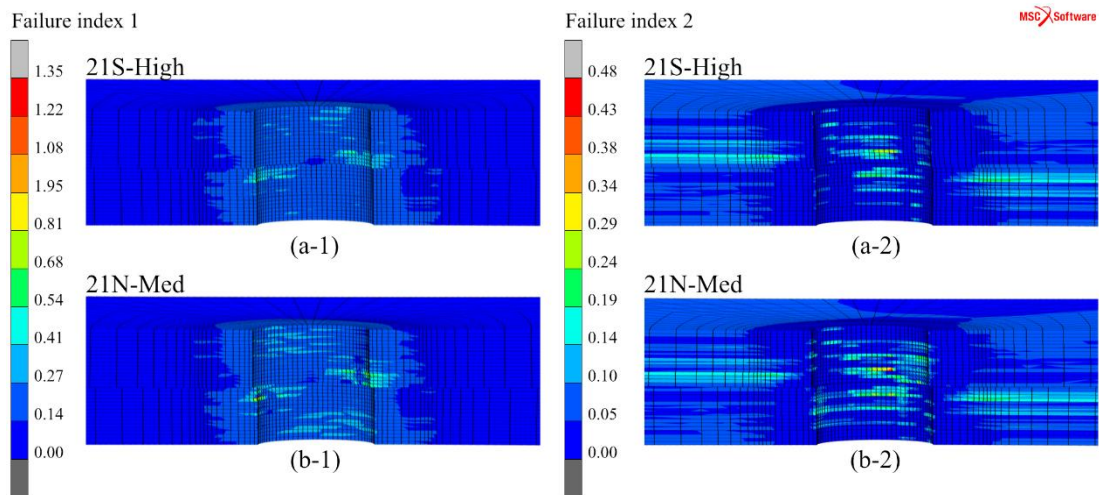 Failure index 1
1.35
1.22
1.08
1.95
0.81
0.68
0.54
0.41
0.27
0.14
0.00
21S-High
(a-1)
21N-Med
(b-1)
Failure index 2
MSC Software
0.48
0.43
0.38
0.34
0.29
0.24
0.19
0.14
0.10
0.05
0.00
21S-High
(a-2)
21N-Med
(b-2)